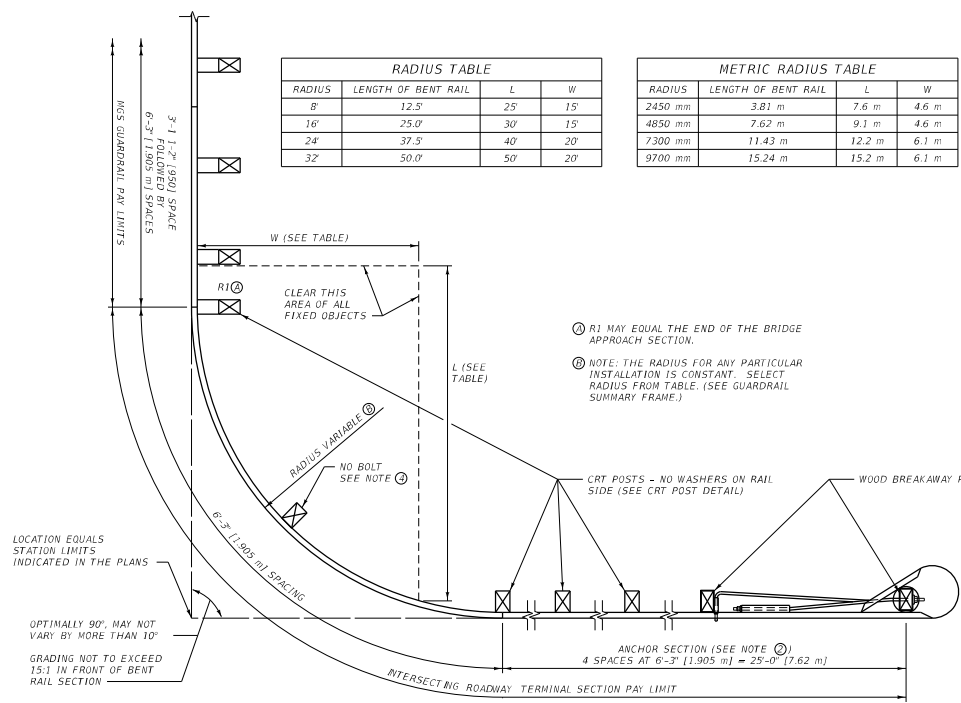 RADIUS TABLE
RADIUS LENGTH OF BENT RAIL L W
8' 12.5' 25' 15'
16' 25.0' 30' 15'
24' 37.5' 40' 20'
32' 50.0' 50' 20'
METRIC RADIUS TABLE
RADIUS LENGTH OF BENT RAIL L W
2450 mm 3.81 m 7.6 m 4.6 m
4850 mm 7.62 m 9.1 m 4.6 m
7300 mm 11.43 m 12.2 m 6.1 m
9700 mm 15.24 m 15.2 m 6.1 m
MGS GUARDRAIL PAY LIMITS
3'-1 1-2" [950] SPACE
FOLLOWED BY
6'-3" [1.905 m] SPACES
W (SEE TABLE)
R1 A
CLEAR THIS
AREA OF ALL
FIXED OBJECTS
L (SEE
TABLE)
A R1 MAY EQUAL THE END OF THE BRIDGE
APPROACH SECTION.
B NOTE: THE RADIUS FOR ANY PARTICULAR
INSTALLATION IS CONSTANT. SELECT
RADIUS FROM TABLE. (SEE GUARDRAIL
SUMMARY FRAME.)
RADIUS VARIABLE B
NO BOLT
SEE NOTE 4
CRT POSTS - NO WASHERS ON RAIL
SIDE (SEE CRT POST DETAIL)
WOOD BREAKAWAY
6'-3" [1.905 m] SPACING
LOCATION EQUALS
STATION LIMITS
INDICATED IN THE PLANS
OPTIMALLY 90°, MAY NOT
VARY BY MORE THAN 10°
GRADING NOT TO EXCEED
15:1 IN FRONT OF BENT
RAIL SECTION
ANCHOR SECTION (SEE NOTE 2)
4 SPACES AT 6'-3" [1.905 m] = 25'-0" [7.62 m]
INTERSECTING ROADWAY TERMINAL SECTION PAY LIMIT